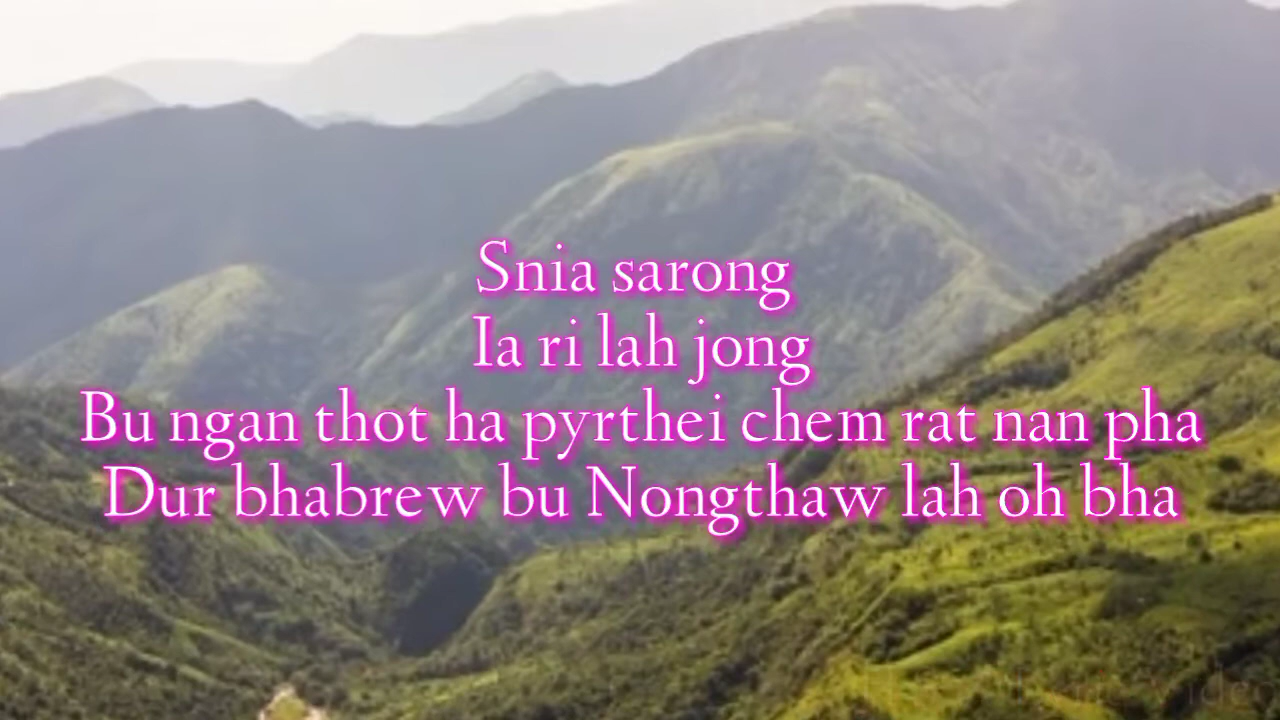 Snia sarong
Ia ri lah jong
Bu ngan thot ha pyrthei chem rat nan pha
Dur bhabrew bu Nongthaw lah oh bha